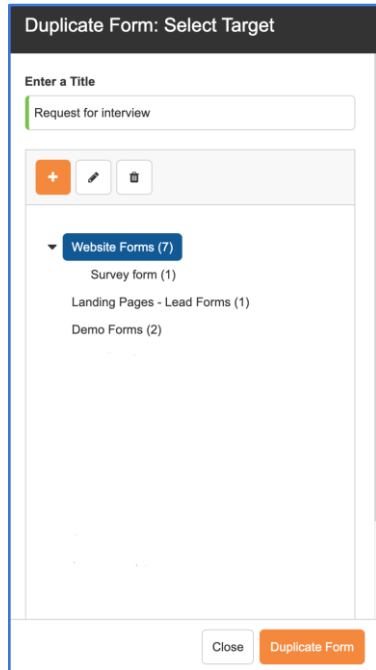 Duplicate Form: Select Target
Enter a Title
Request for interview
Website Forms (7)
Survey form (1)
Landing Pages - Lead Forms (1)
Demo Forms (2)
Close
Duplicate Form